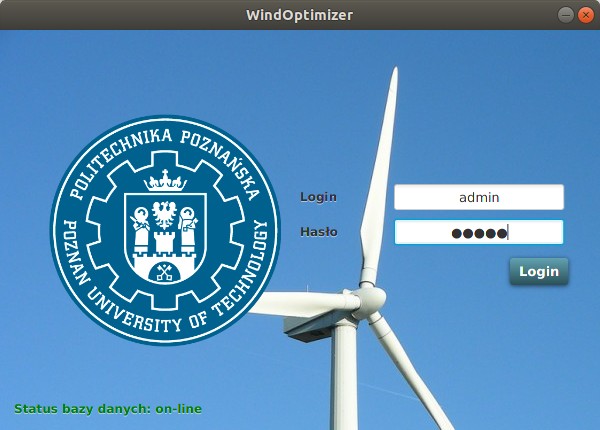 WindOptimizer
POLITECHNIKA POZNAŃSKA
POZNAN UNIVERSITY OF TECHNOLOGY
Login
admin
Hasło
●●●●●
Login
Status bazy danych: on-line